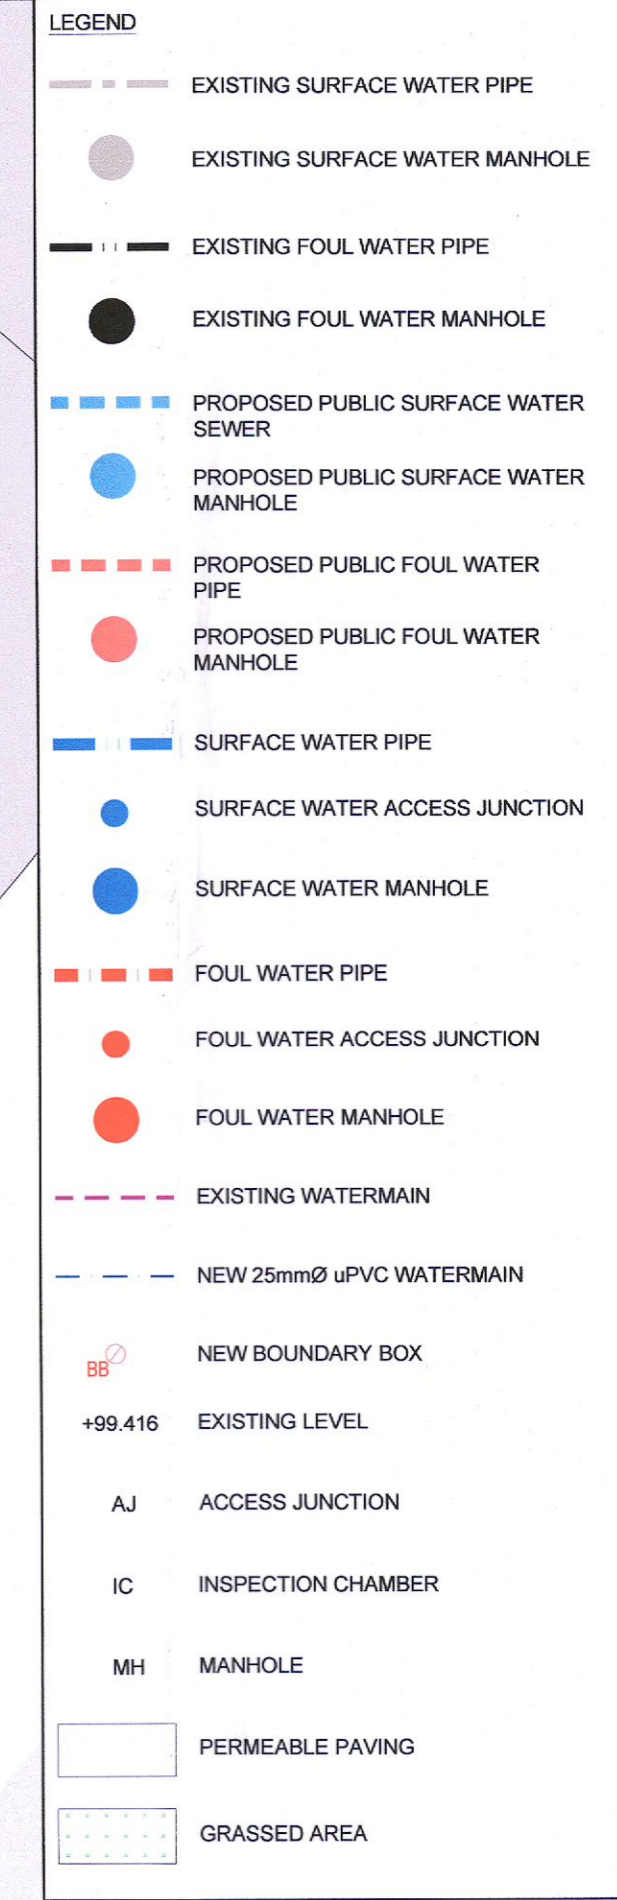 LEGEND
EXISTING SURFACE WATER PIPE
EXISTING SURFACE WATER MANHOLE
EXISTING FOUL WATER PIPE
EXISTING FOUL WATER MANHOLE
PROPOSED PUBLIC SURFACE WATER
SEWER
PROPOSED PUBLIC SURFACE WATER
MANHOLE
PROPOSED PUBLIC FOUL WATER
PIPE
PROPOSED PUBLIC FOUL WATER
MANHOLE
SURFACE WATER PIPE
SURFACE WATER ACCESS JUNCTION
SURFACE WATER MANHOLE
FOUL WATER PIPE
FOUL WATER ACCESS JUNCTION
FOUL WATER MANHOLE
EXISTING WATERMAIN
NEW 25mmØ uPVC WATERMAIN
BB NEW BOUNDARY BOX
+99.416 EXISTING LEVEL
AJ ACCESS JUNCTION
IC INSPECTION CHAMBER
MH MANHOLE
PERMEABLE PAVING
GRASSED AREA